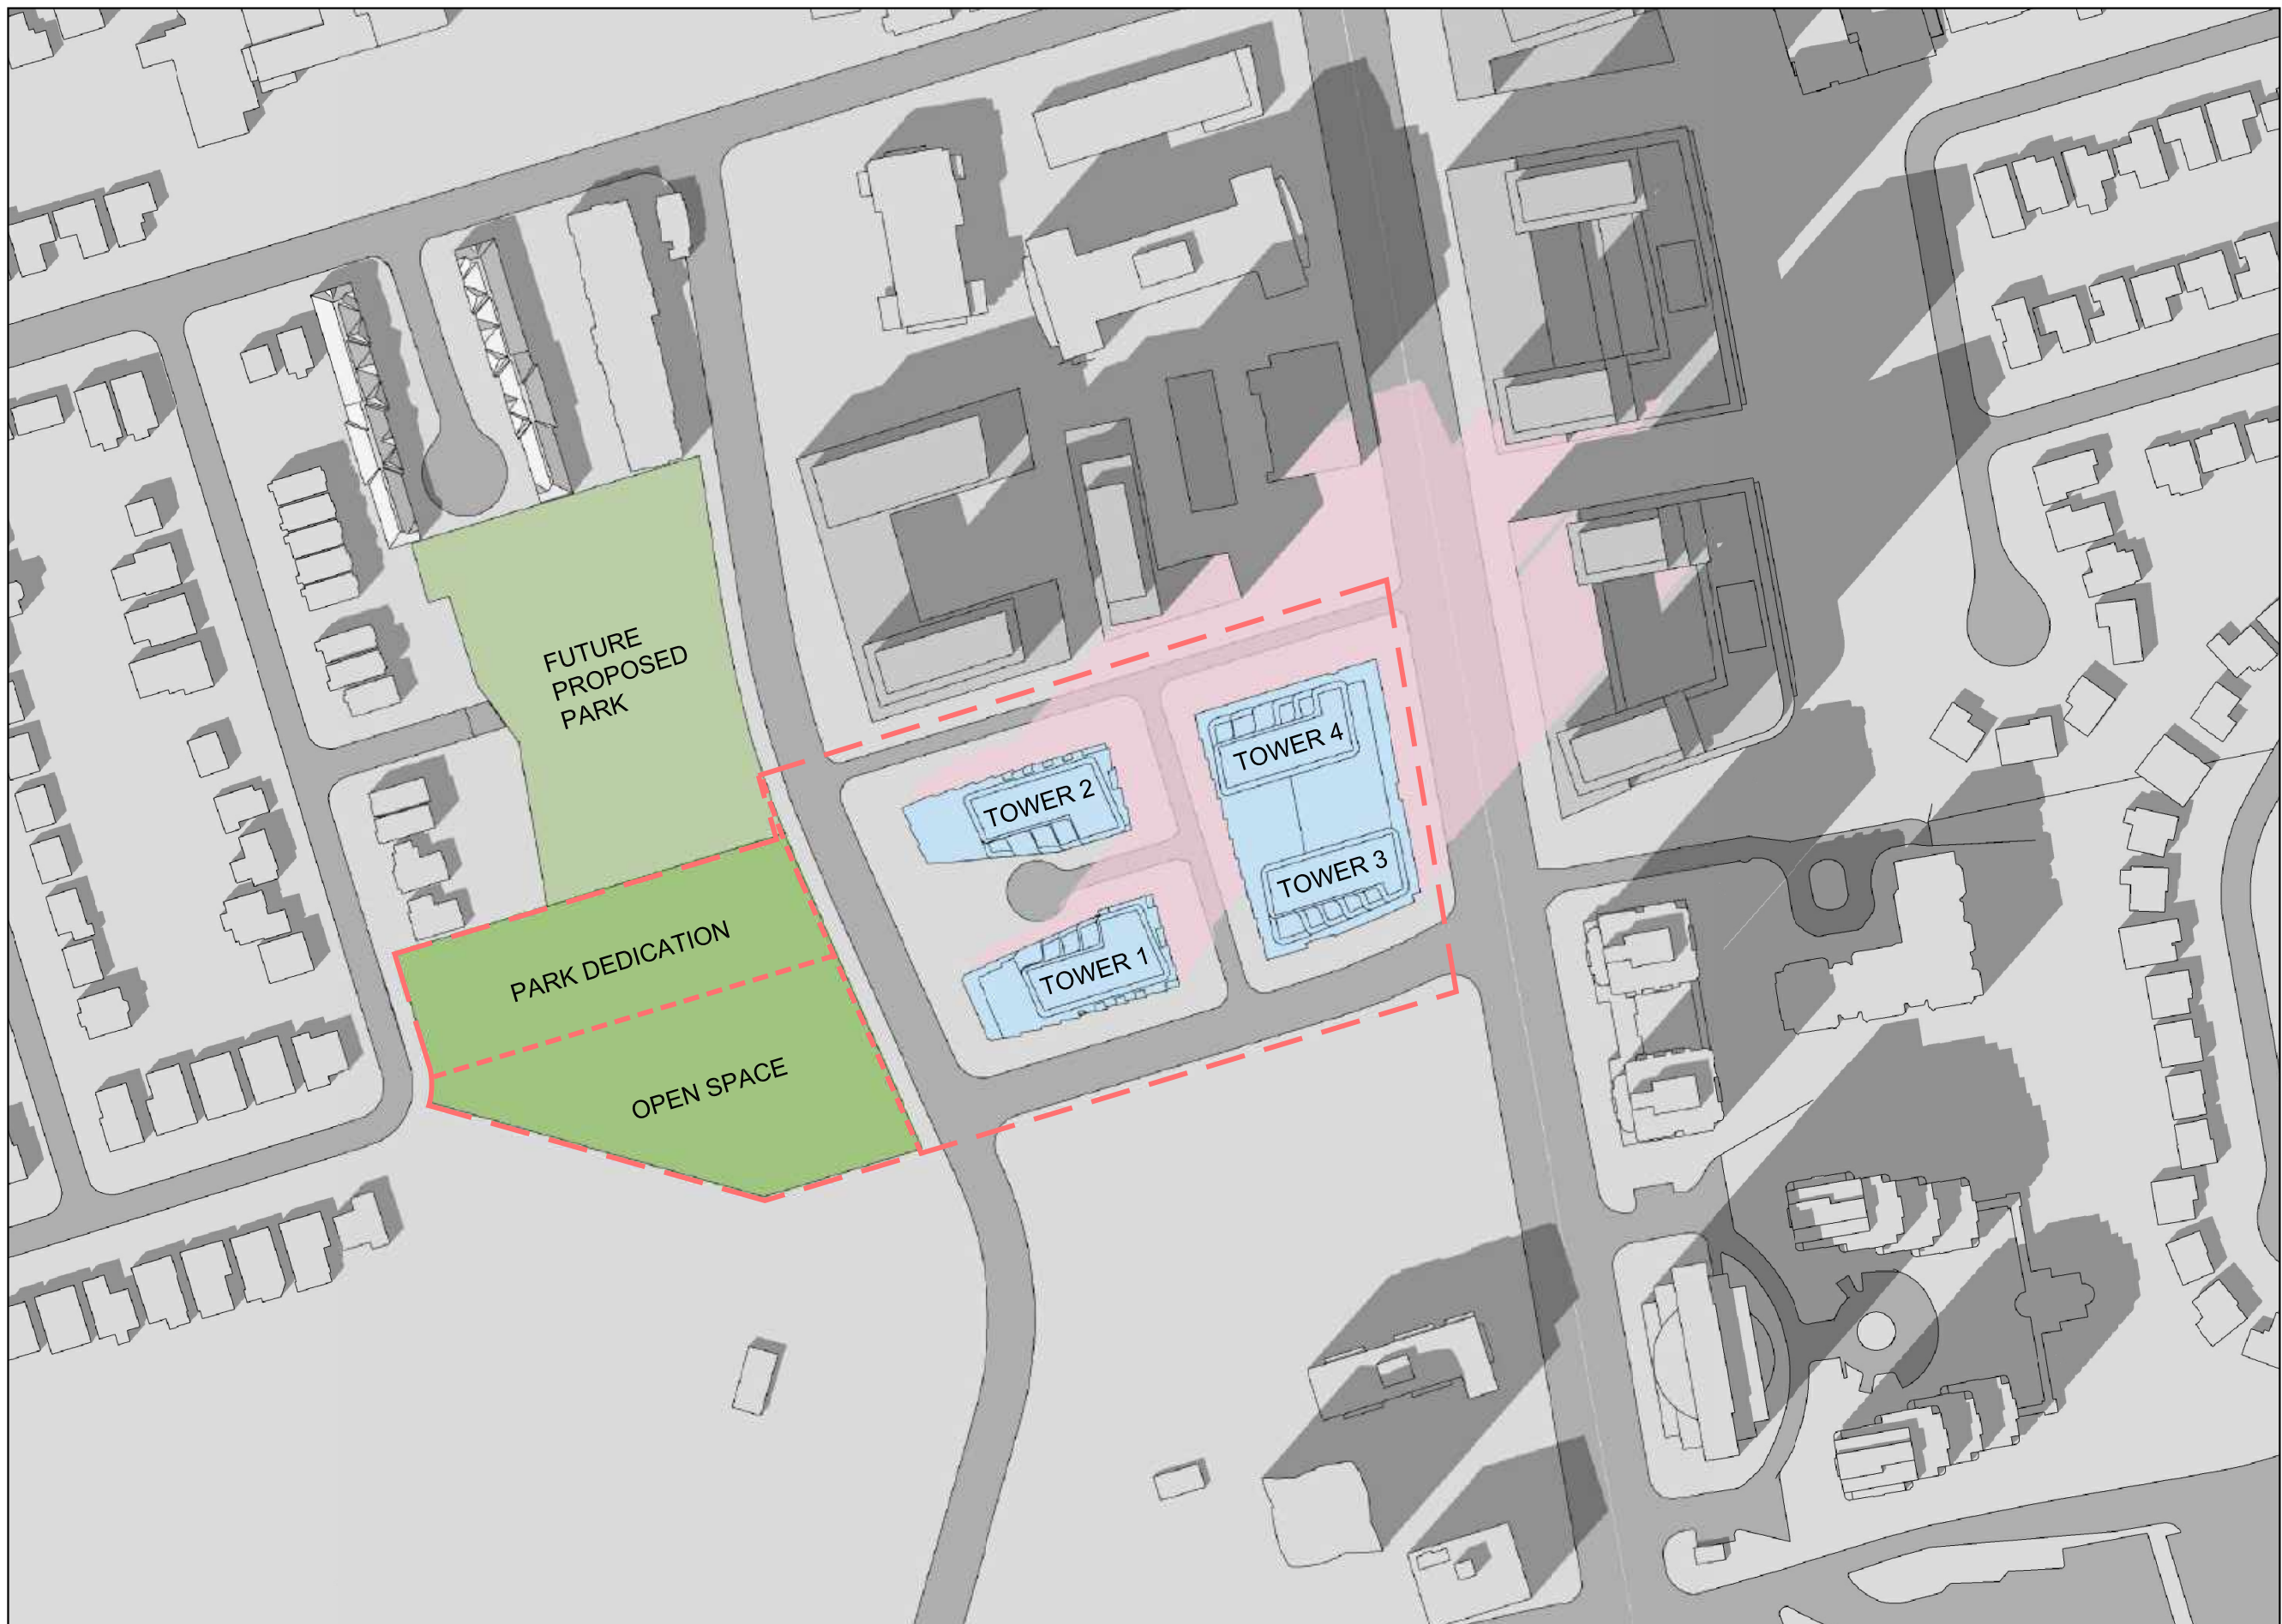 FUTURE
PROPOSED
PARK
TOWER 4
TOWER 2
TOWER 3
PARK DEDICATION
TOWER 1
OPEN SPACE